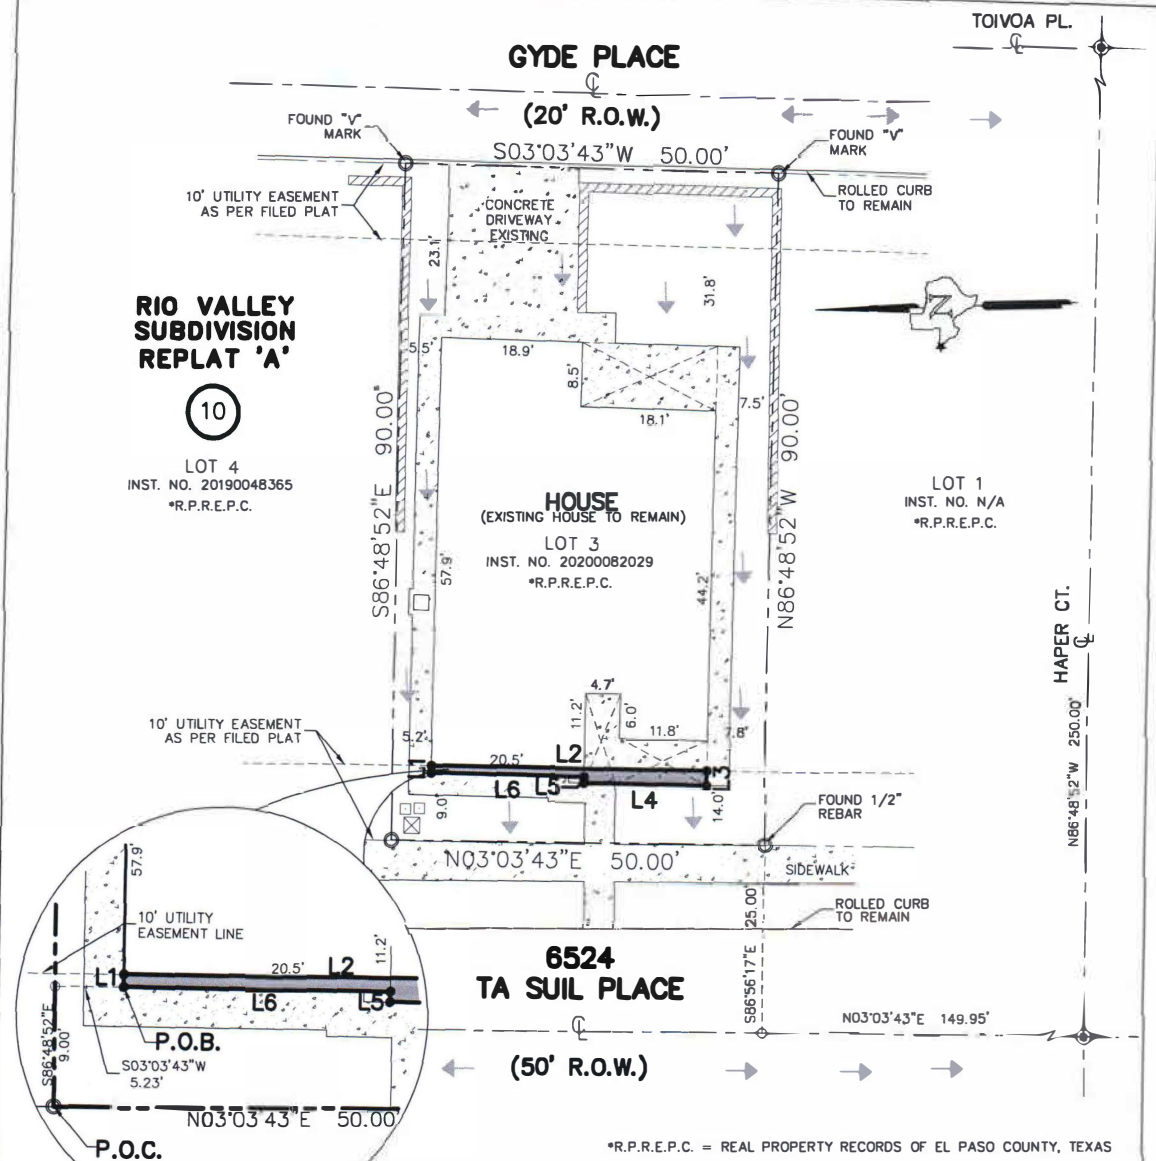 TOIVOA PL.
℄
GYDE PLACE
℄
(20' R.O.W.)
FOUND "V"
MARK
FOUND "V"
MARK
S03°03'43"W 50.00'
10' UTILITY EASEMENT
AS PER FILED PLAT
ROLLED CURB
TO REMAIN
CONCRETE
DRIVEWAY
EXISTING
23.1'
31.8'
RIO VALLEY
SUBDIVISION
REPLAT 'A'
10
LOT 4
INST. NO. 20190048365
*R.P.R.E.P.C.
N
5.5'
18.9'
8.5'
18.1'
7.5'
S86°48'52"E 90.00'
N86°48'52"W 90.00'
HOUSE
(EXISTING HOUSE TO REMAIN)
LOT 3
INST. NO. 20200082029
*R.P.R.E.P.C.
LOT 1
INST. NO. N/A
*R.P.R.E.P.C.
57.9'
44.2'
HAPER CT.
℄
N86°48'52"W 250.00'
4.7'
11.2'
6.0'
11.8'
7.8'
10' UTILITY EASEMENT
AS PER FILED PLAT
5.2'
20.5'
L2
L1
L3
L6
L5
L4
9.0'
14.0'
FOUND 1/2"
REBAR
N03°03'43"E 50.00'
SIDEWALK
ROLLED CURB
TO REMAIN
S86°56'17"E 25.00'
6524
TA SUIL PLACE
℄
(50' R.O.W.)
N03°03'43"E 149.95'
57.9'
10' UTILITY
EASEMENT LINE
11.2'
20.5'
L2
L1
L6
L5
P.O.B.
S86°48'52"E
9.00'
S03°03'43"W
5.23'
N03°03'43"E 50.00'
P.O.C.
*R.P.R.E.P.C. = REAL PROPERTY RECORDS OF EL PASO COUNTY, TEXAS